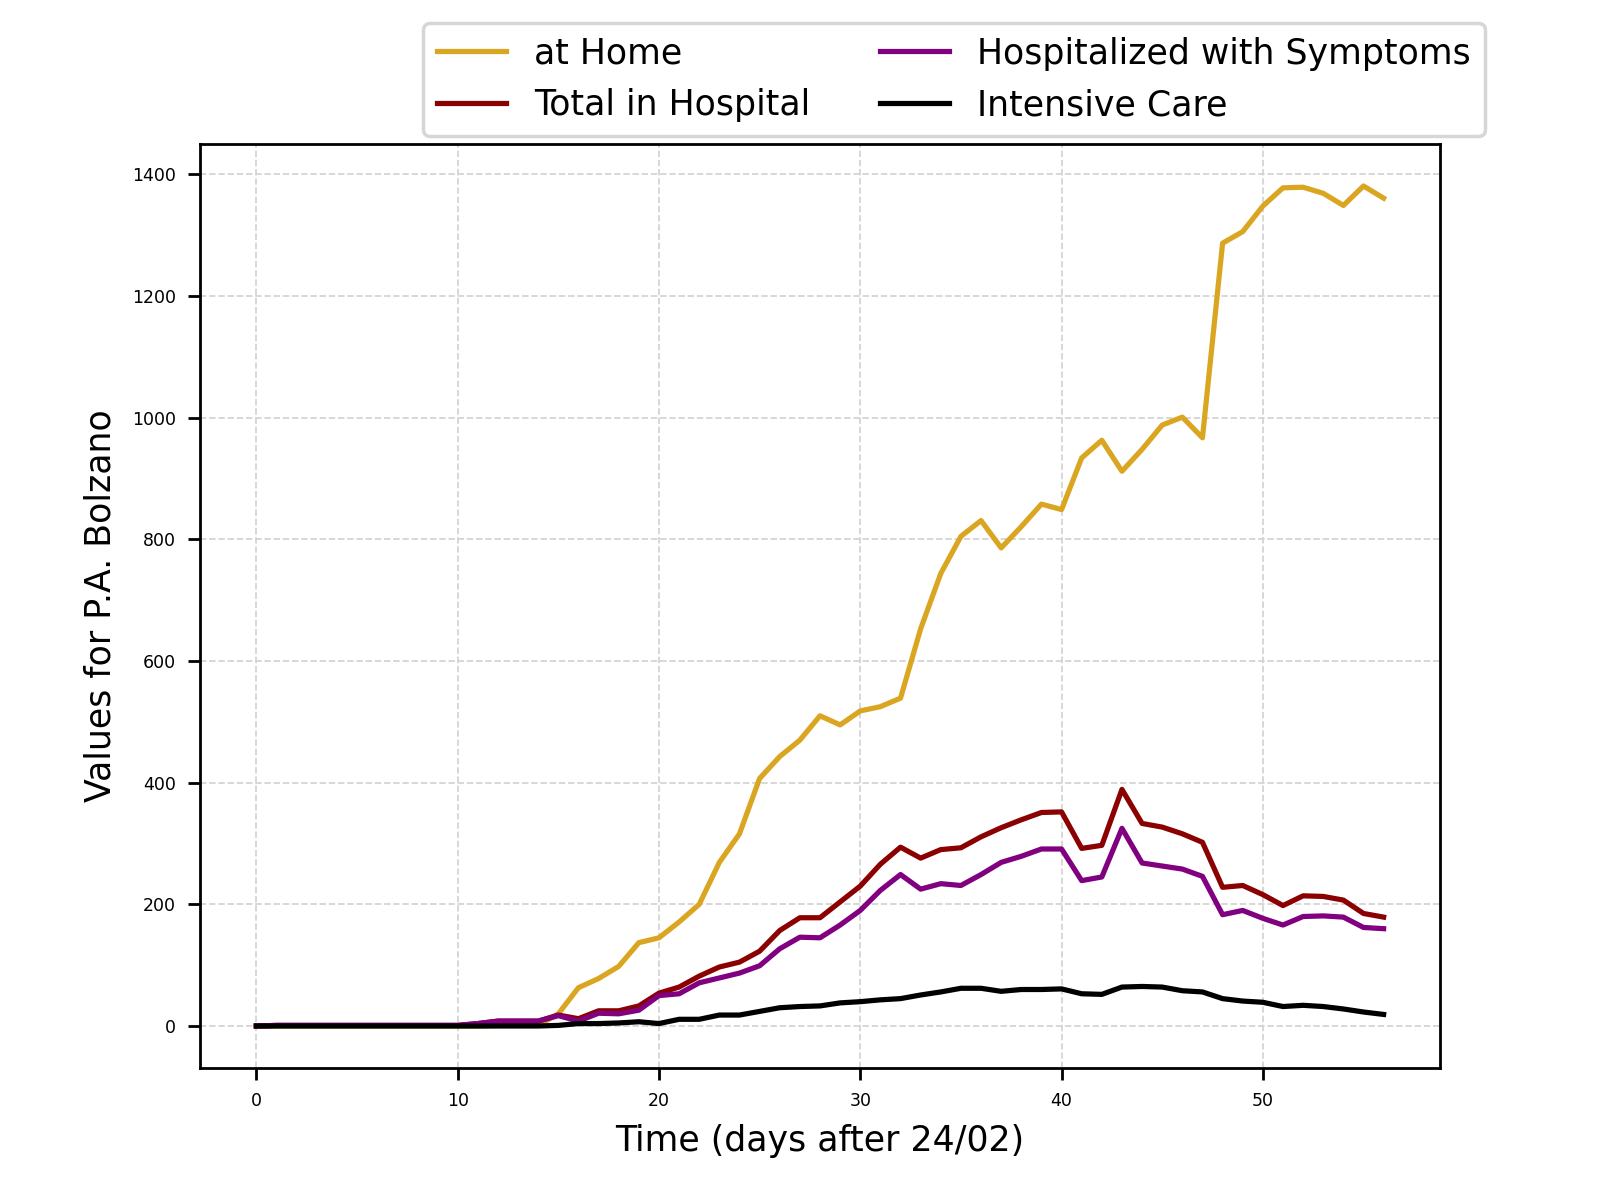 at Home
Total in Hospital
Hospitalized with Symptoms
Intensive Care
1400
1200
1000
800
600
400
200
0
Values for P.A. Bolzano
0 10 20 30 40 50
Time (days after 24/02)